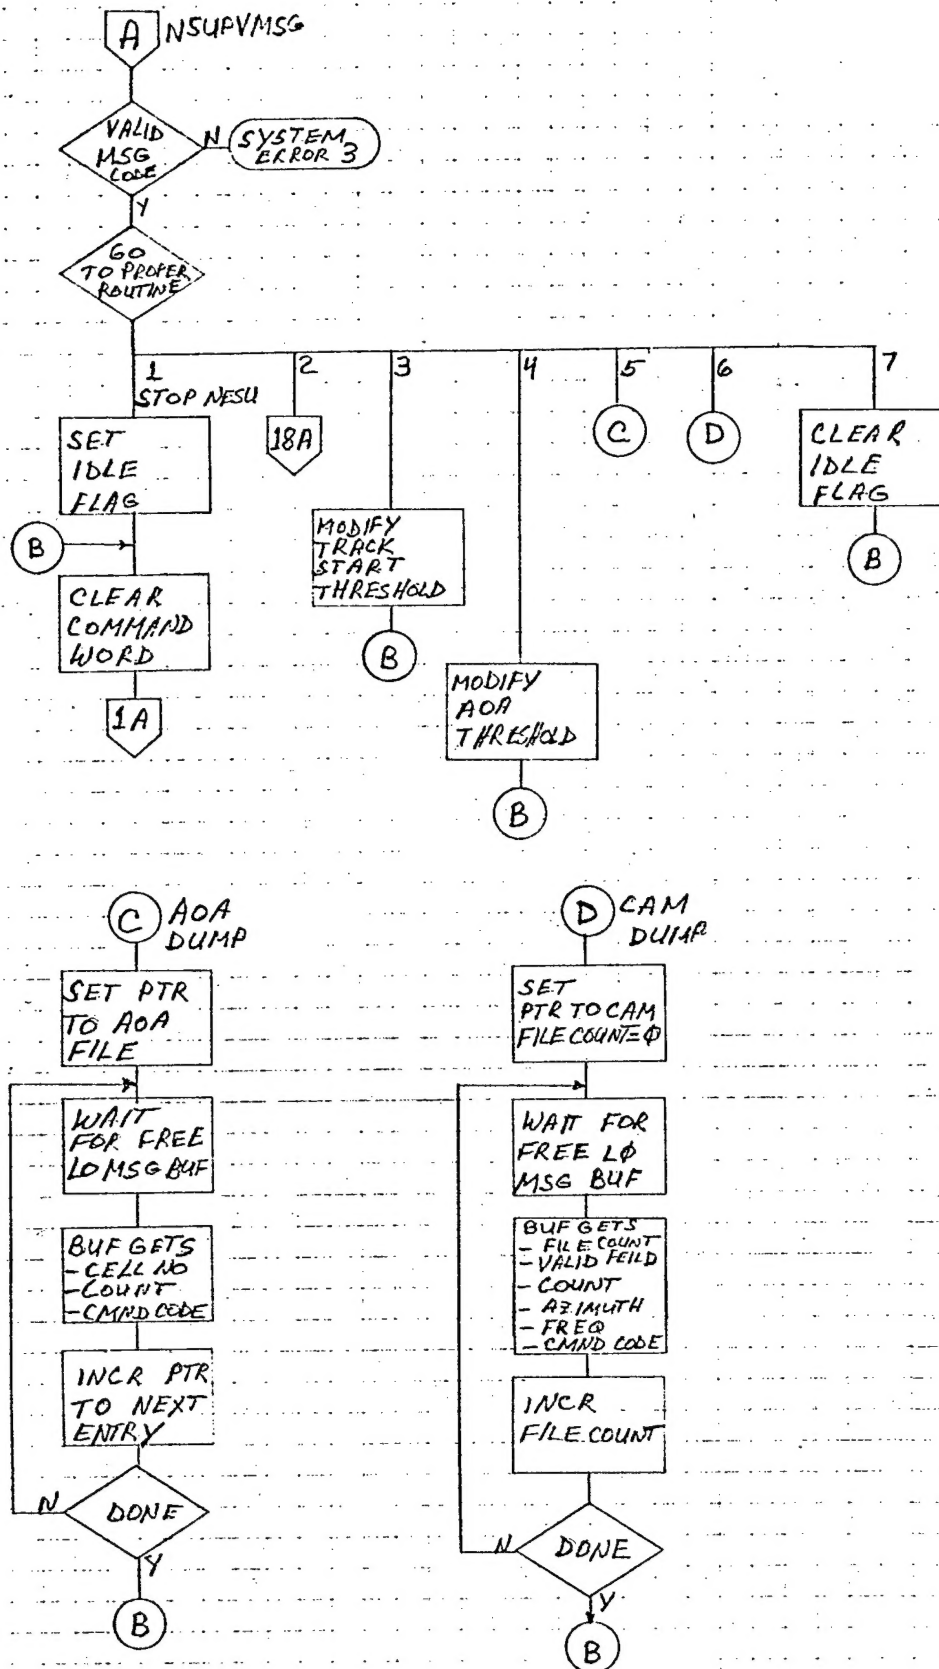 A NSUPVMSG
VALID
MSG
CODE
N
SYSTEM
ERROR 3
Y
GO
TO PROPER
ROUTINE
1
2
3
4
5
6
7
STOP NESU
SET
IDLE
FLAG
18A
C
D
CLEAR
IDLE
FLAG
B
MODIFY
TRACK
START
THRESHOLD
B
B
CLEAR
COMMAND
WORD
B
MODIFY
AOA
THRESHOLD
1A
B
C AOA
DUMP
SET PTR
TO AOA
FILE
WAIT
FOR FREE
LO MSG BUF
BUF GETS
- CELL NO
- COUNT
- CMND CODE
INCR PTR
TO NEXT
ENTRY
N
DONE
Y
B
D CAM
DUMP
SET
PTR TO CAM
FILE COUNT=Ø
WAIT FOR
FREE LØ
MSG BUF
BUF GETS
- FILE COUNT
- VALID FEILD
- COUNT
- AZIMUTH
- FREQ
- CMND CODE
INCR
FILE COUNT
N
DONE
Y
B